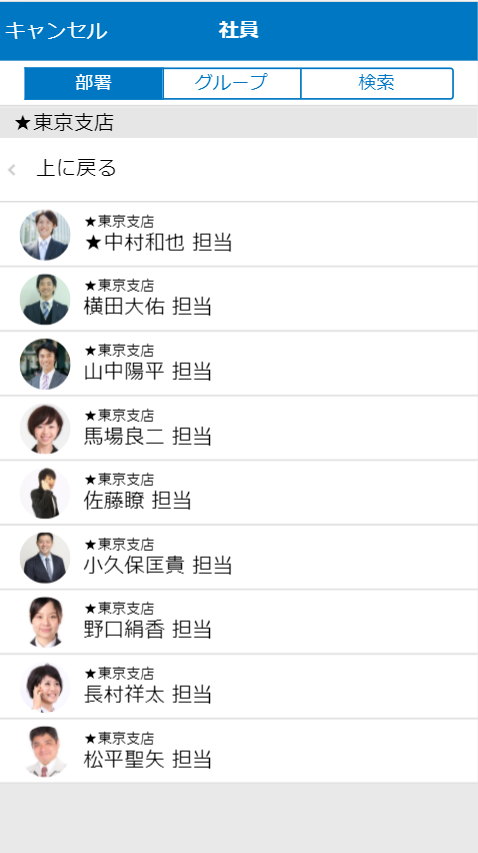 キャンセル
社員
部署
グループ
検索
★東京支店
上に戻る
★東京支店
★中村和也 担当
★東京支店
横田大佑 担当
★東京支店
山中陽平 担当
★東京支店
馬場良二 担当
★東京支店
佐藤瞭 担当
★東京支店
小久保匡貴 担当
★東京支店
野口絹香 担当
★東京支店
長村祥太 担当
★東京支店
松平聖矢 担当